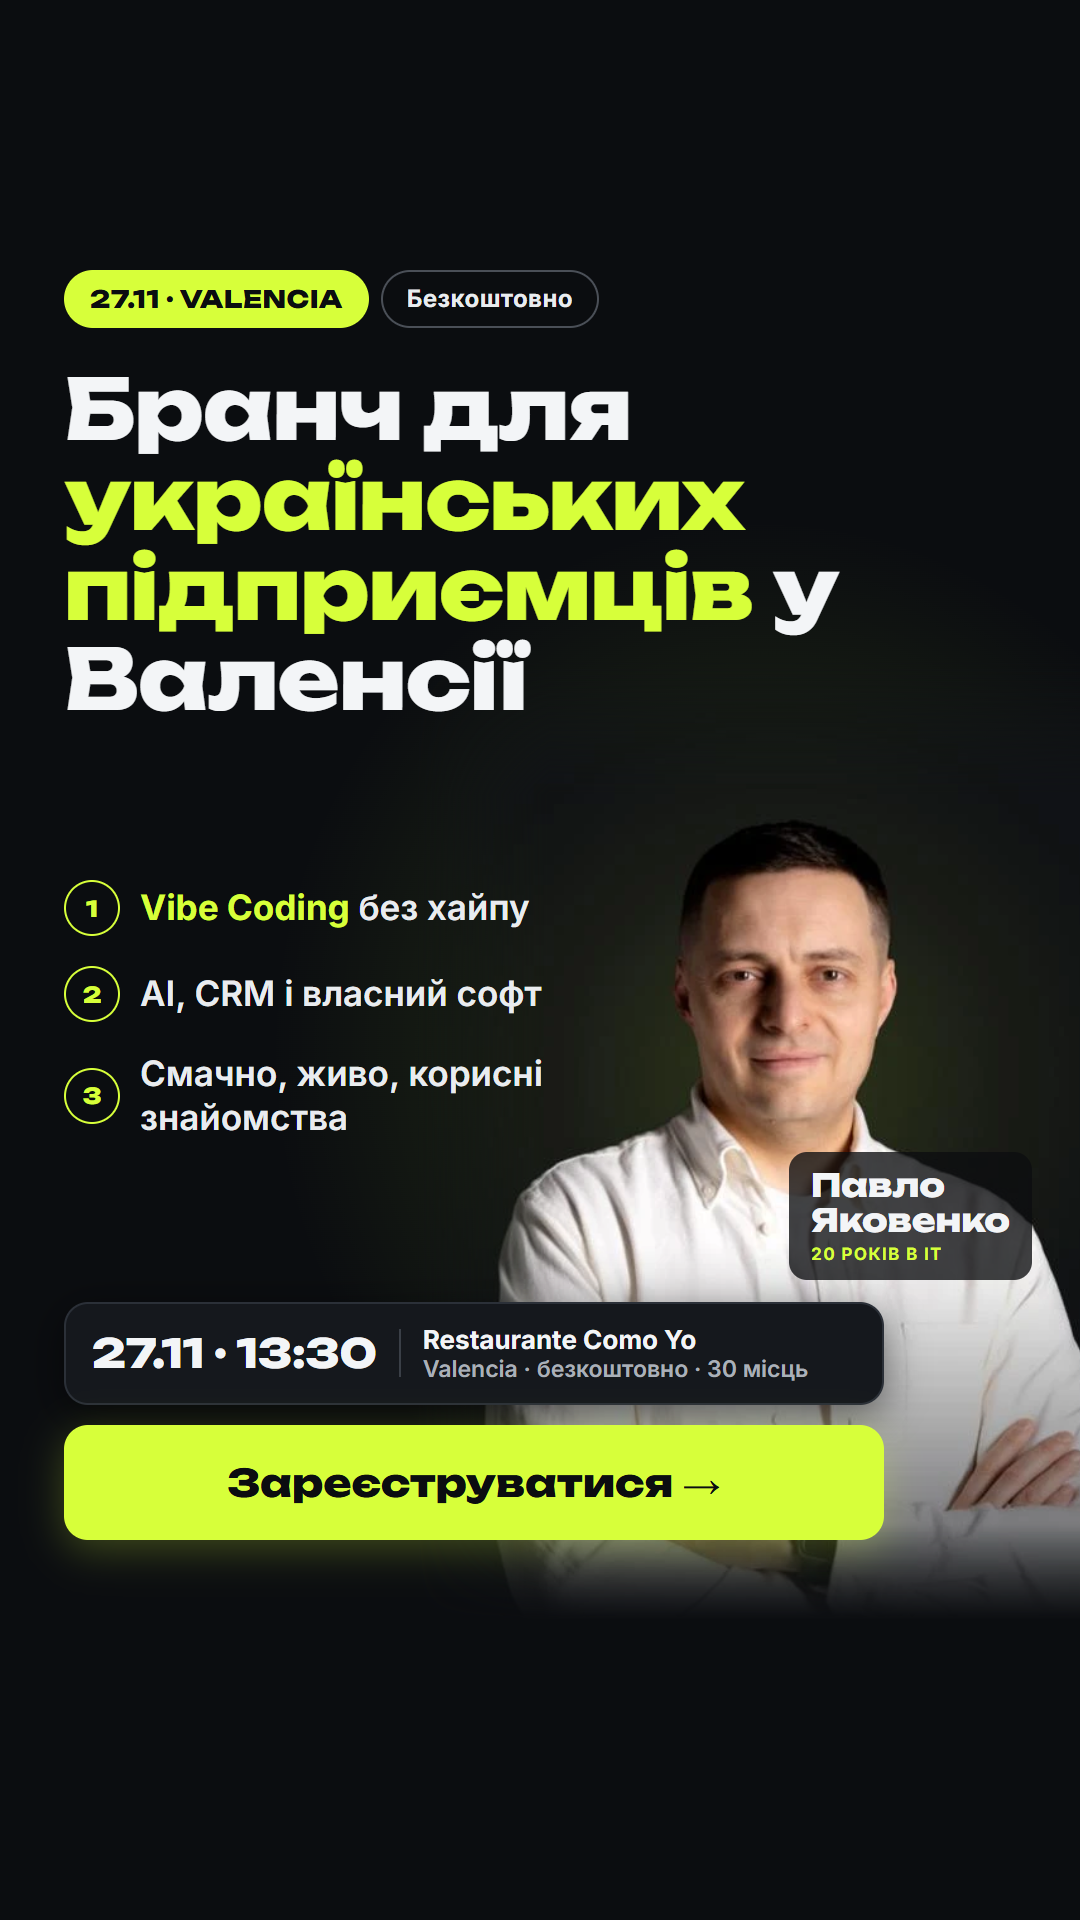 27.11 · VALENCIA
Безкоштовно
Бранч для
українських
підприємців у
Валенсії
1 Vibe Coding без хайпу
2 AI, CRM і власний софт
3 Смачно, живо, корисні
знайомства
Павло
Яковенко
20 РОКІВ В ІТ
27.11 · 13:30
Restaurante Como Yo
Valencia · безкоштовно · 30 місць
Зареєструватися →